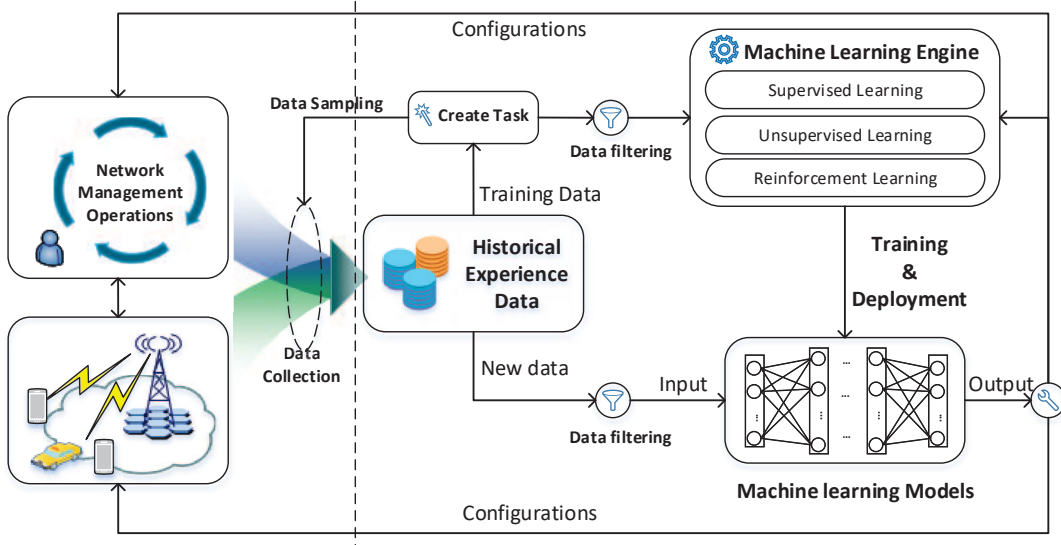 Configurations
Machine Learning Engine
Supervised Learning
Unsupervised Learning
Reinforcement Learning
Data Sampling
Create Task
Data filtering
Network
Management
Operations
Training Data
Historical
Experience
Data
Training
&
Deployment
Data
Collection
New data
Data filtering
Input
...
...
...
...
...
...
Output
Machine learning Models
Configurations